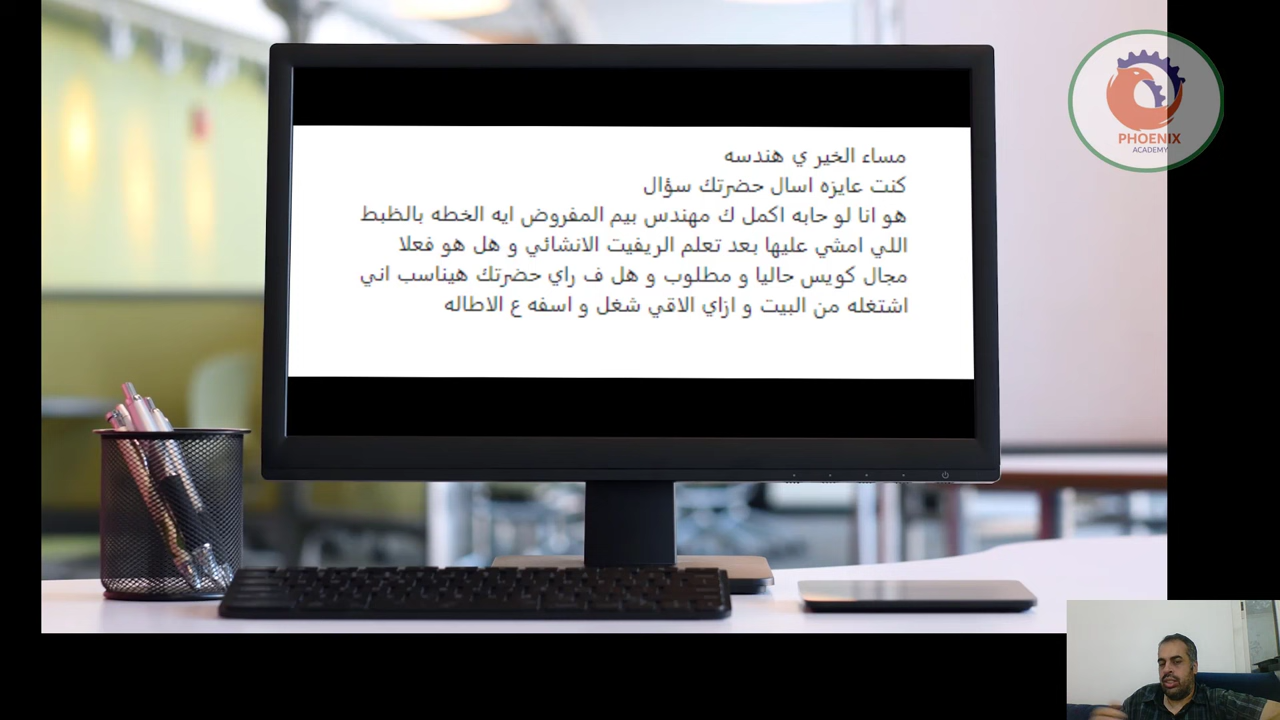 مساء الخير ي هندسه
كنت عايزه اسال حضرتك سؤال
هو انا لو حابه اكمل ك مهندس بيم المفروض ايه الخطه بالظبط
اللي امشي عليها بعد تعلم الريفيت الانشائي و هل هو فعلا
مجال كويس حاليا و مطلوب و هل ف راي حضرتك هيناسب اني
اشتغله من البيت و ازاي الاقي شغل و اسفه ع الاطاله
PHOENIX
ACADEMY